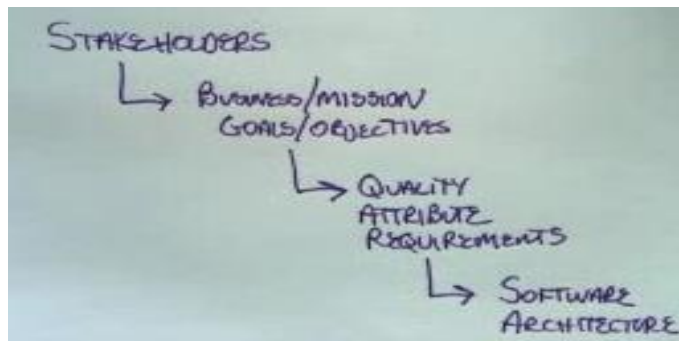 STAKEHOLDERS
BUSINESS/MISSION
GOALS/OBJECTIVES
QUALITY
ATTRIBUTE
REQUIREMENTS
SOFTWARE
ARCHITECTURE